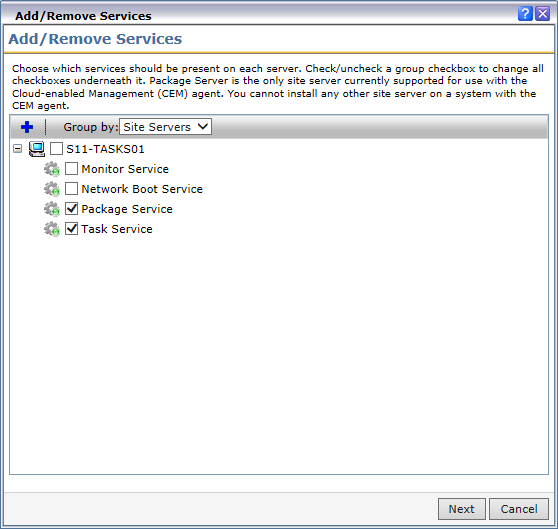 Add/Remove Services
Add/Remove Services
Choose which services should be present on each server. Check/uncheck a group checkbox to change all
checkboxes underneath it. Package Server is the only site server currently supported for use with the
Cloud-enabled Management (CEM) agent. You cannot install any other site server on a system with the
CEM agent.
Group by: Site Servers
S11-TASKS01
Monitor Service
Network Boot Service
Package Service
Task Service
Next Cancel